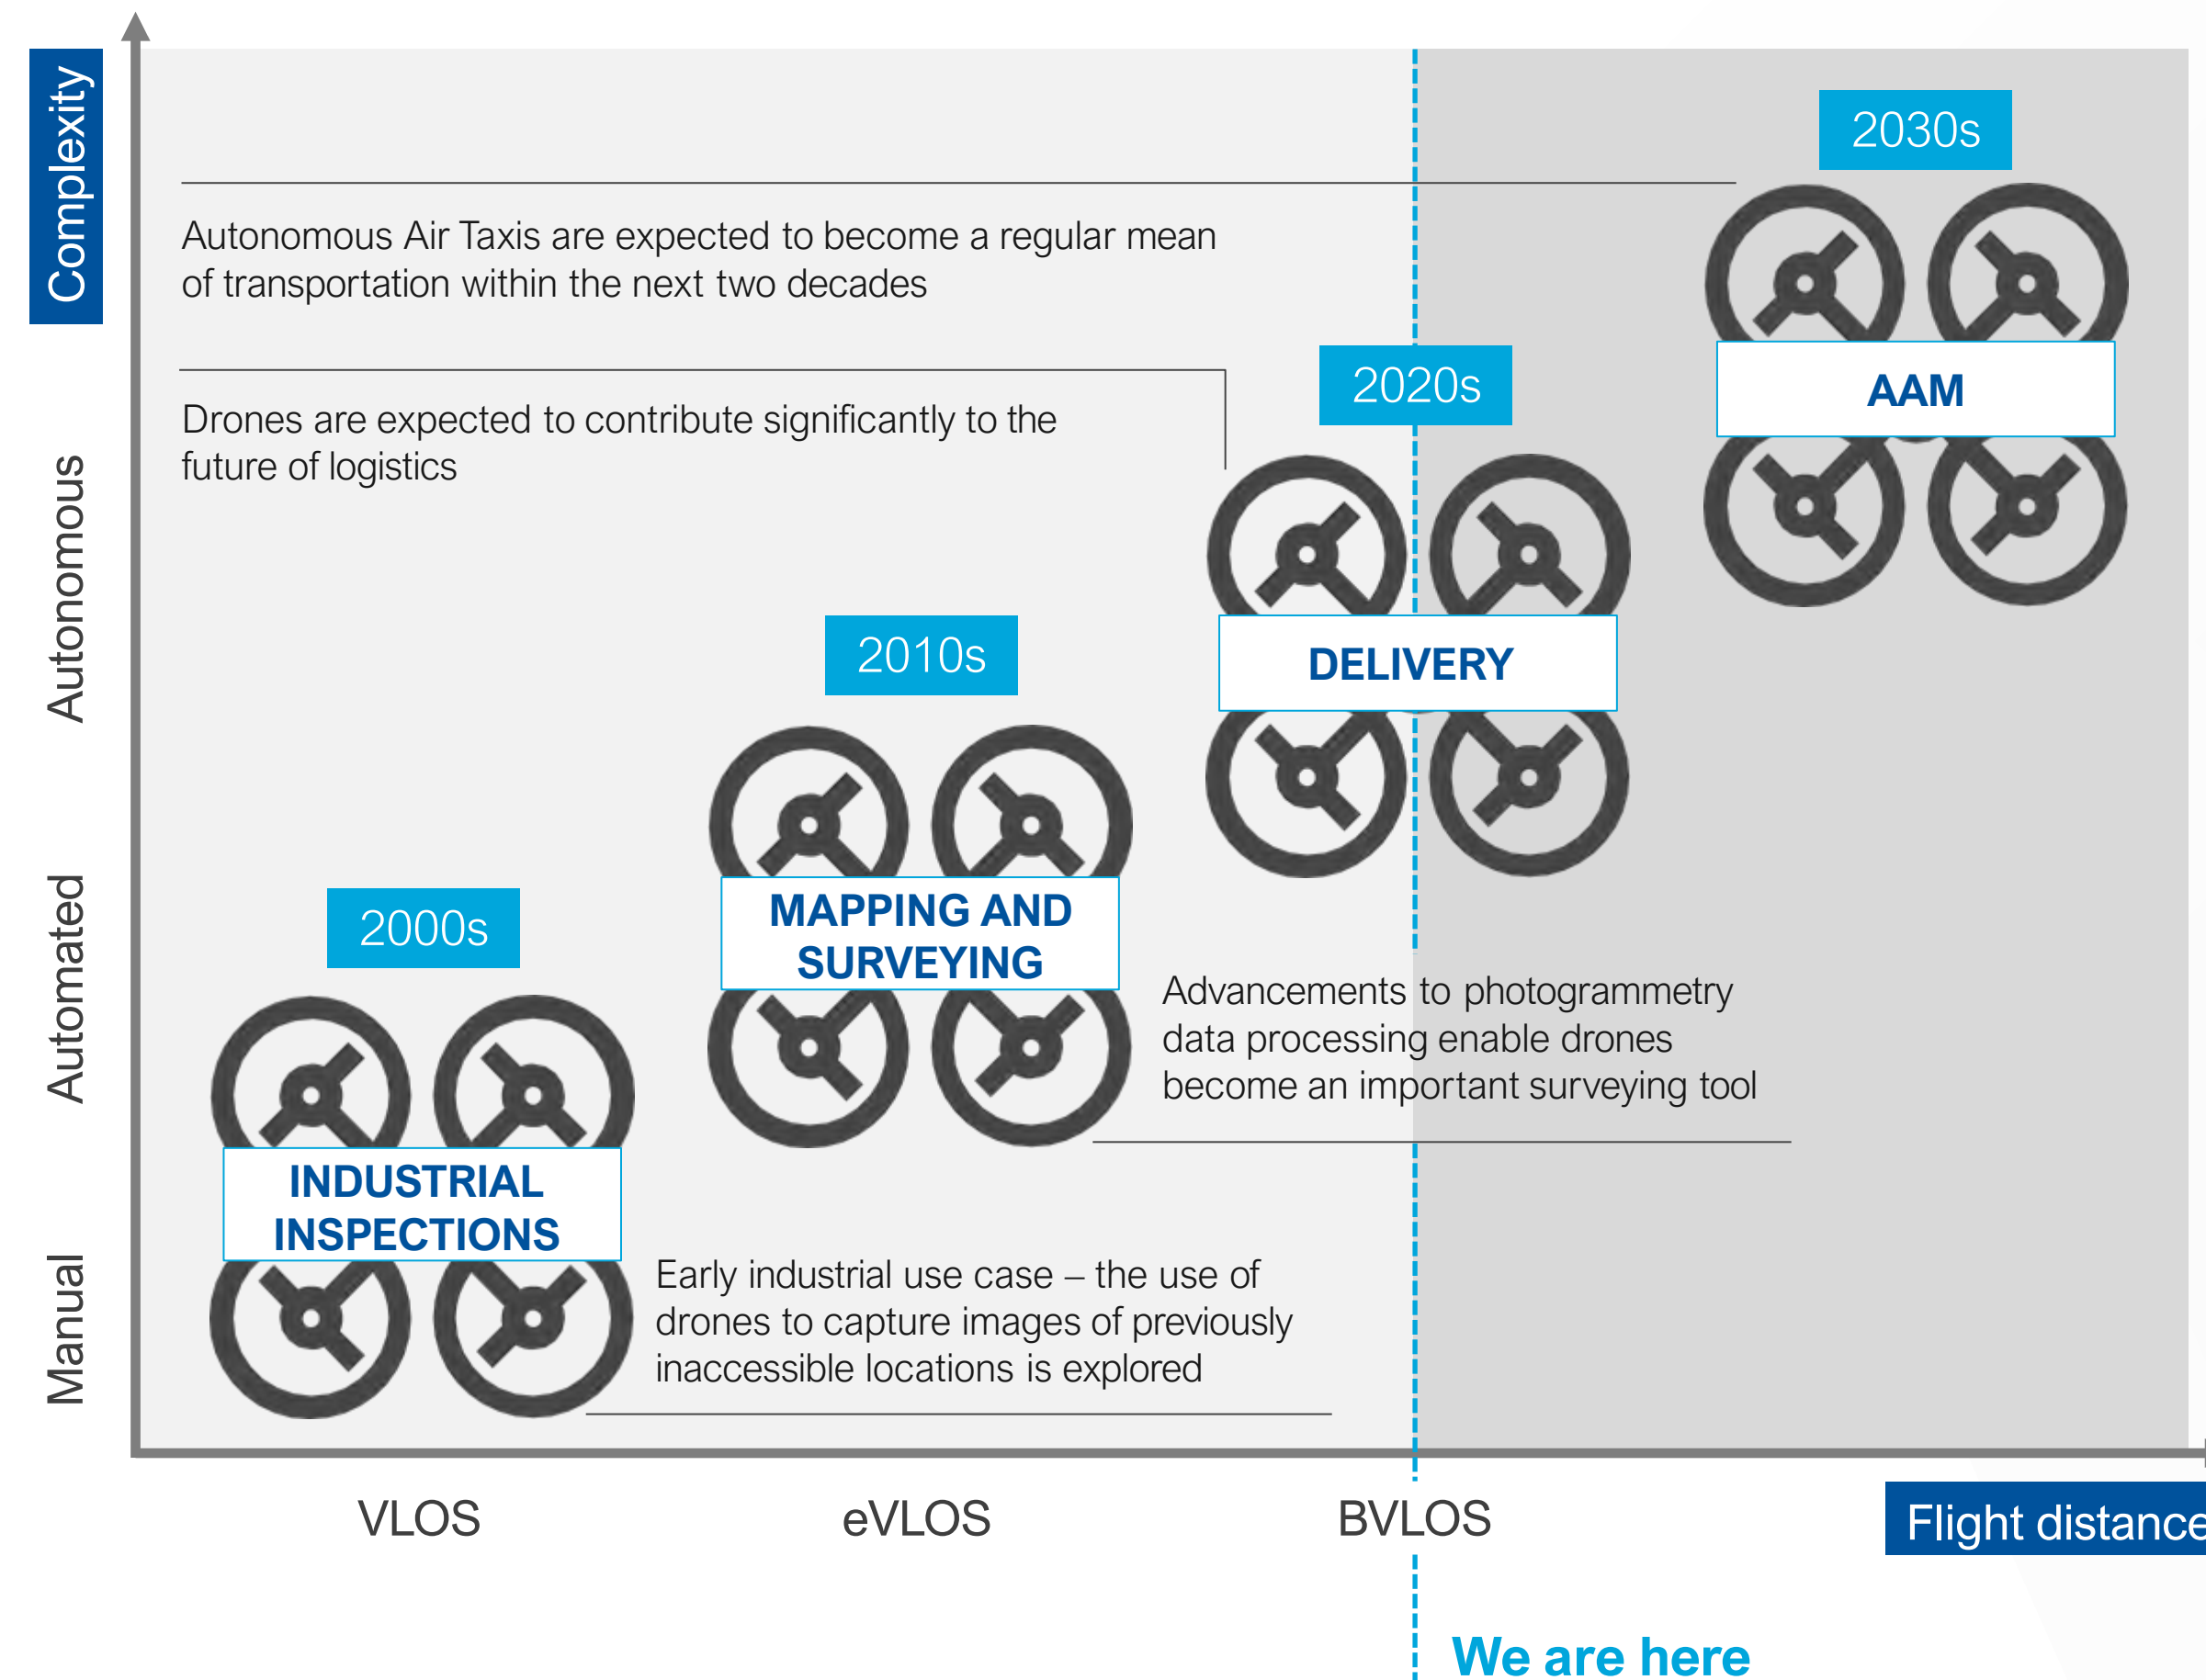 Complexity
2030s
Autonomous Air Taxis are expected to become a regular mean
of transportation within the next two decades
AAM
2020s
Drones are expected to contribute significantly to the
future of logistics
Autonomous
DELIVERY
2010s
MAPPING AND
SURVEYING
Advancements to photogrammetry
data processing enable drones
become an important surveying tool
Automated
2000s
INDUSTRIAL
INSPECTIONS
Early industrial use case – the use of
drones to capture images of previously
inaccessible locations is explored
Manual
VLOS
eVLOS
BVLOS
Flight distance
We are here